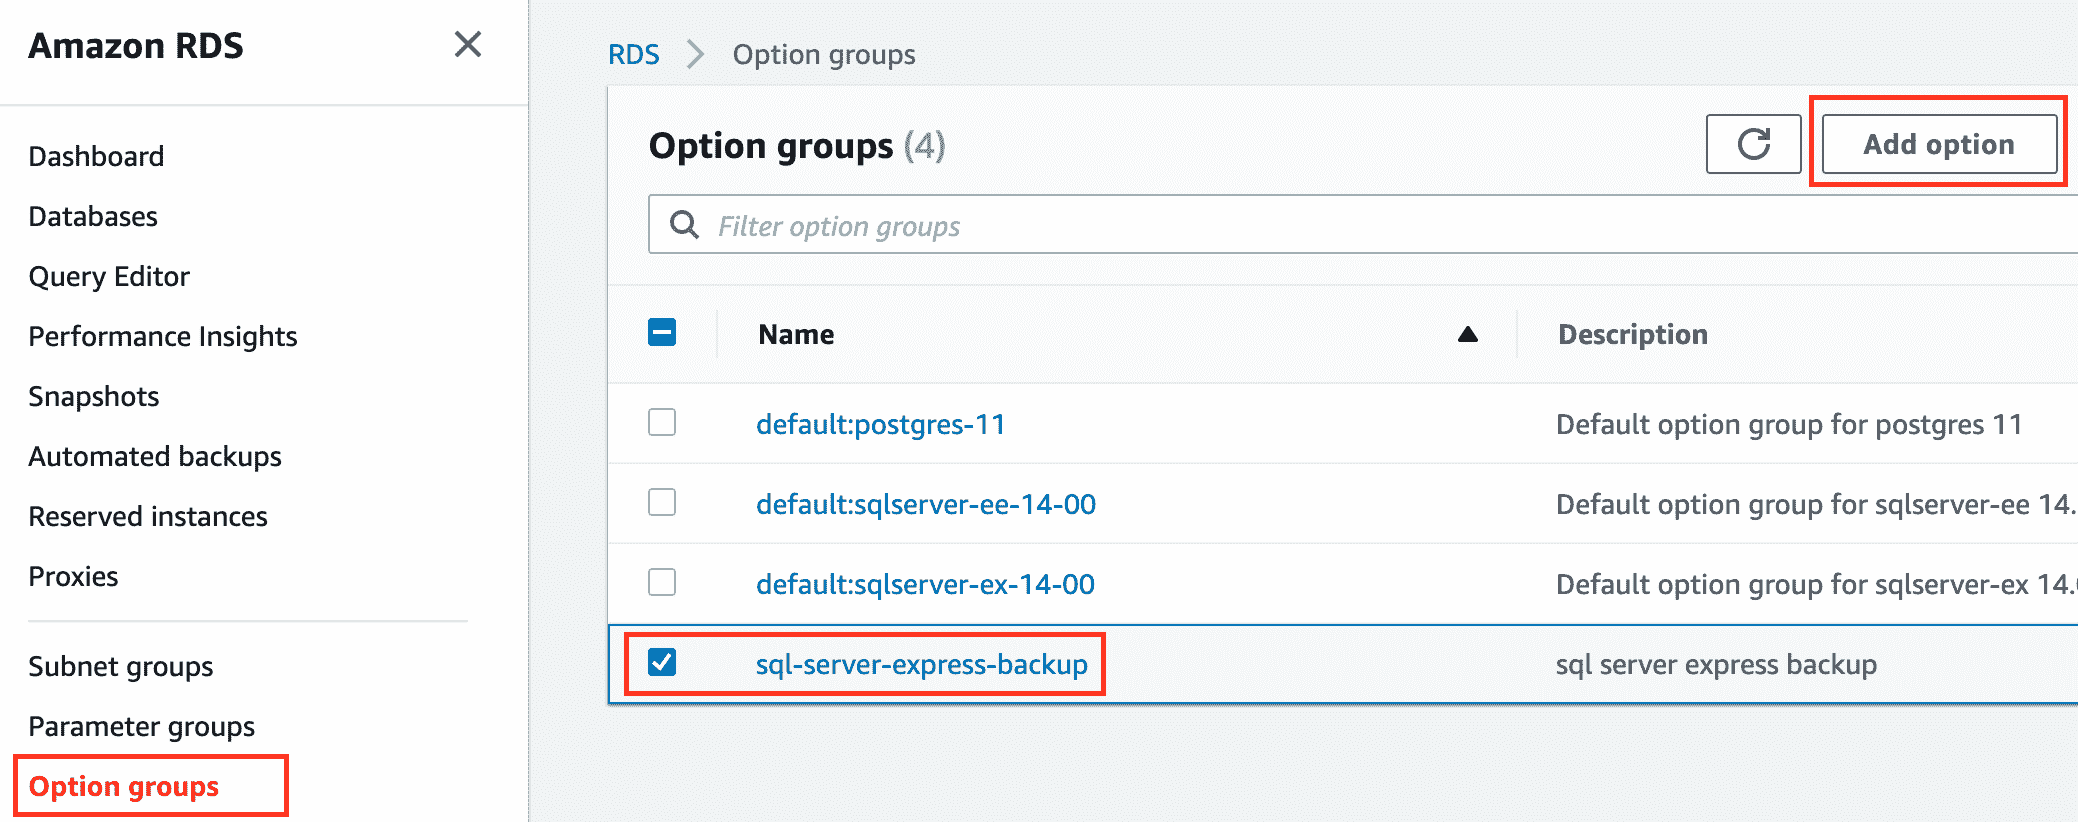 Amazon RDS
Dashboard
Databases
Query Editor
Performance Insights
Snapshots
Automated backups
Reserved instances
Proxies
Subnet groups
Parameter groups
Option groups
RDS > Option groups
Option groups (4)
Add option
Filter option groups
Name Description
default:postgres-11 Default option group for postgres 11
default:sqlserver-ee-14-00 Default option group for sqlserver-ee 14.
default:sqlserver-ex-14-00 Default option group for sqlserver-ex 14.0
sql-server-express-backup sql server express backup